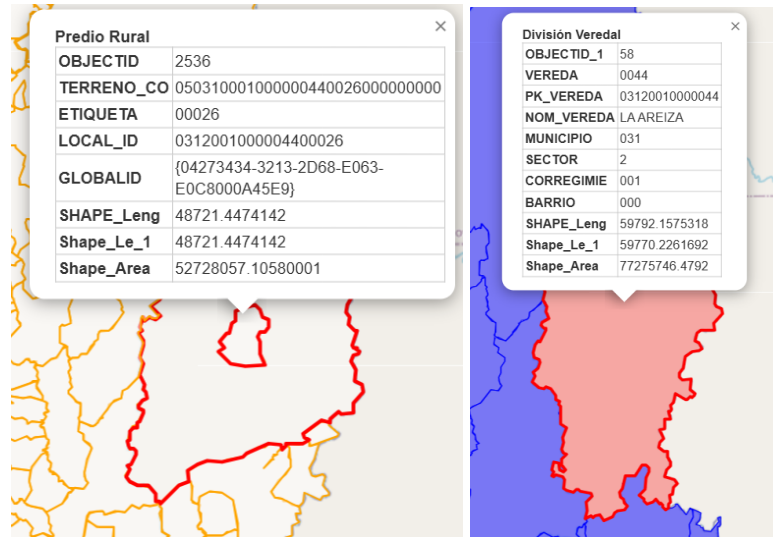 Predio Rural
×
OBJECTID 2536
TERRENO_CO 050310001000000440026000000000
ETIQUETA 00026
LOCAL_ID 0312001000004400026
GLOBALID {04273434-3213-2D68-E063-
E0C8000A45E9}
SHAPE_Leng 48721.4474142
Shape_Le_1 48721.4474142
Shape_Area 52728057.10580001
División Veredal
×
OBJECTID_1 58
VEREDA 0044
PK_VEREDA 03120010000044
NOM_VEREDA LA AREIZA
MUNICIPIO 031
SECTOR 2
CORREGIMIE 001
BARRIO 000
SHAPE_Leng 59792.1575318
Shape_Le_1 59770.2261692
Shape_Area 77275746.4792